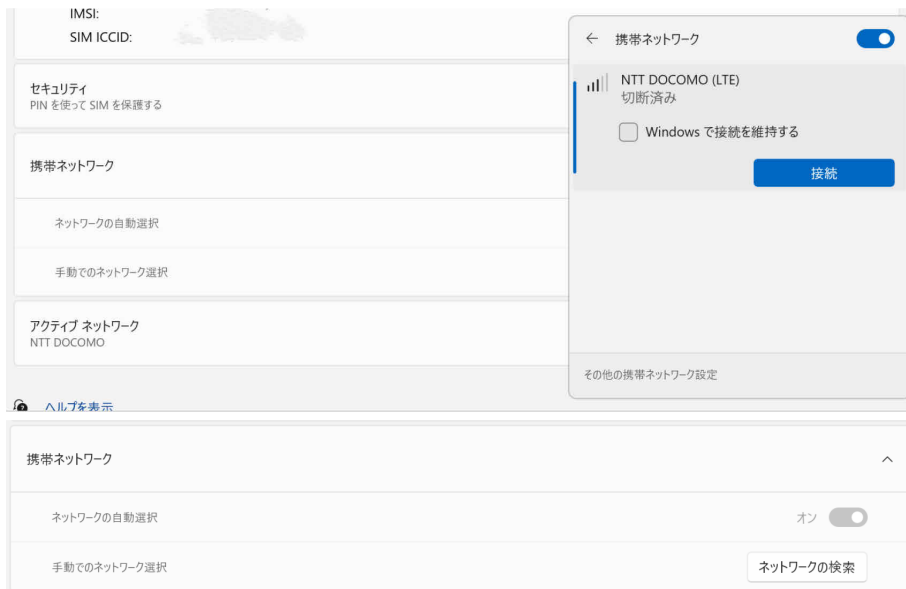 IMSI:
SIM ICCID:
セキュリティ
PIN を使って SIM を保護する
携帯ネットワーク
ネットワークの自動選択
手動でのネットワーク選択
アクティブ ネットワーク
NTT DOCOMO
ヘルプを表示
← 携帯ネットワーク
NTT DOCOMO (LTE)
切断済み
Windows で接続を維持する
接続
その他の携帯ネットワーク設定
携帯ネットワーク
ネットワークの自動選択 オン
手動でのネットワーク選択 ネットワークの検索